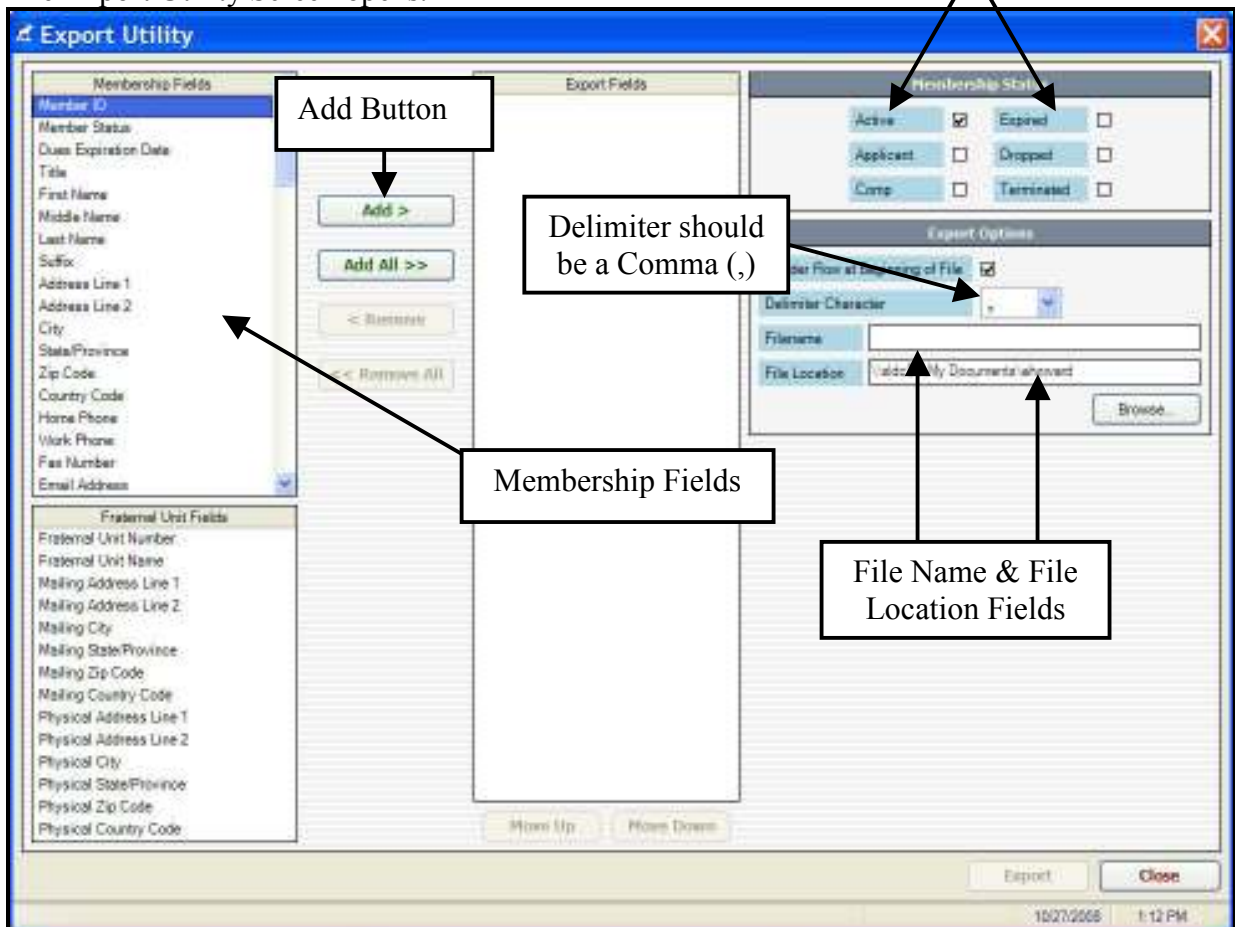 Export Utility
Membership Fields
Member ID
Member Status
Dues Expiration Date
Title
First Name
Middle Name
Last Name
Suffix
Address Line 1
Address Line 2
City
State/Province
Zip Code
Country Code
Home Phone
Work Phone
Fax Number
Email Address
Fraternal Unit Fields
Fraternal Unit Number
Fraternal Unit Name
Mailing Address Line 1
Mailing Address Line 2
Mailing City
Mailing State/Province
Mailing Zip Code
Mailing Country Code
Physical Address Line 1
Physical Address Line 2
Physical City
Physical State/Province
Physical Zip Code
Physical Country Code
Add Button
Add >
Add All >>
< Remove
<< Remove All
Export Fields
Move Up Move Down
Membership Status
Active Expired
Applicant Dropped
Comp Terminated
Delimiter should
be a Comma (,)
Export Options
Row at Beginning of File
Delimiter Character ,
Filename
File Location My Documents
Browse...
Membership Fields
File Name & File
Location Fields
Export Close
1:12 PM